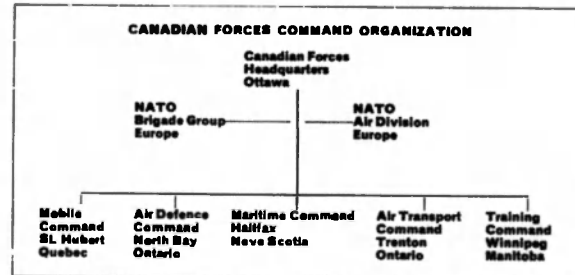 CANADIAN FORCES COMMAND ORGANIZATION
Canadian Forces
Headquarters
Ottawa
NATO
Brigade Group
Europe
NATO
Air Division
Europe
Mobile
Command
St. Hubert
Quebec
Air Defence
Command
North Bay
Ontario
Maritime Command
Halifax
Nova Scotia
Air Transport
Command
Trenton
Ontario
Training
Command
Winnipeg
Manitoba